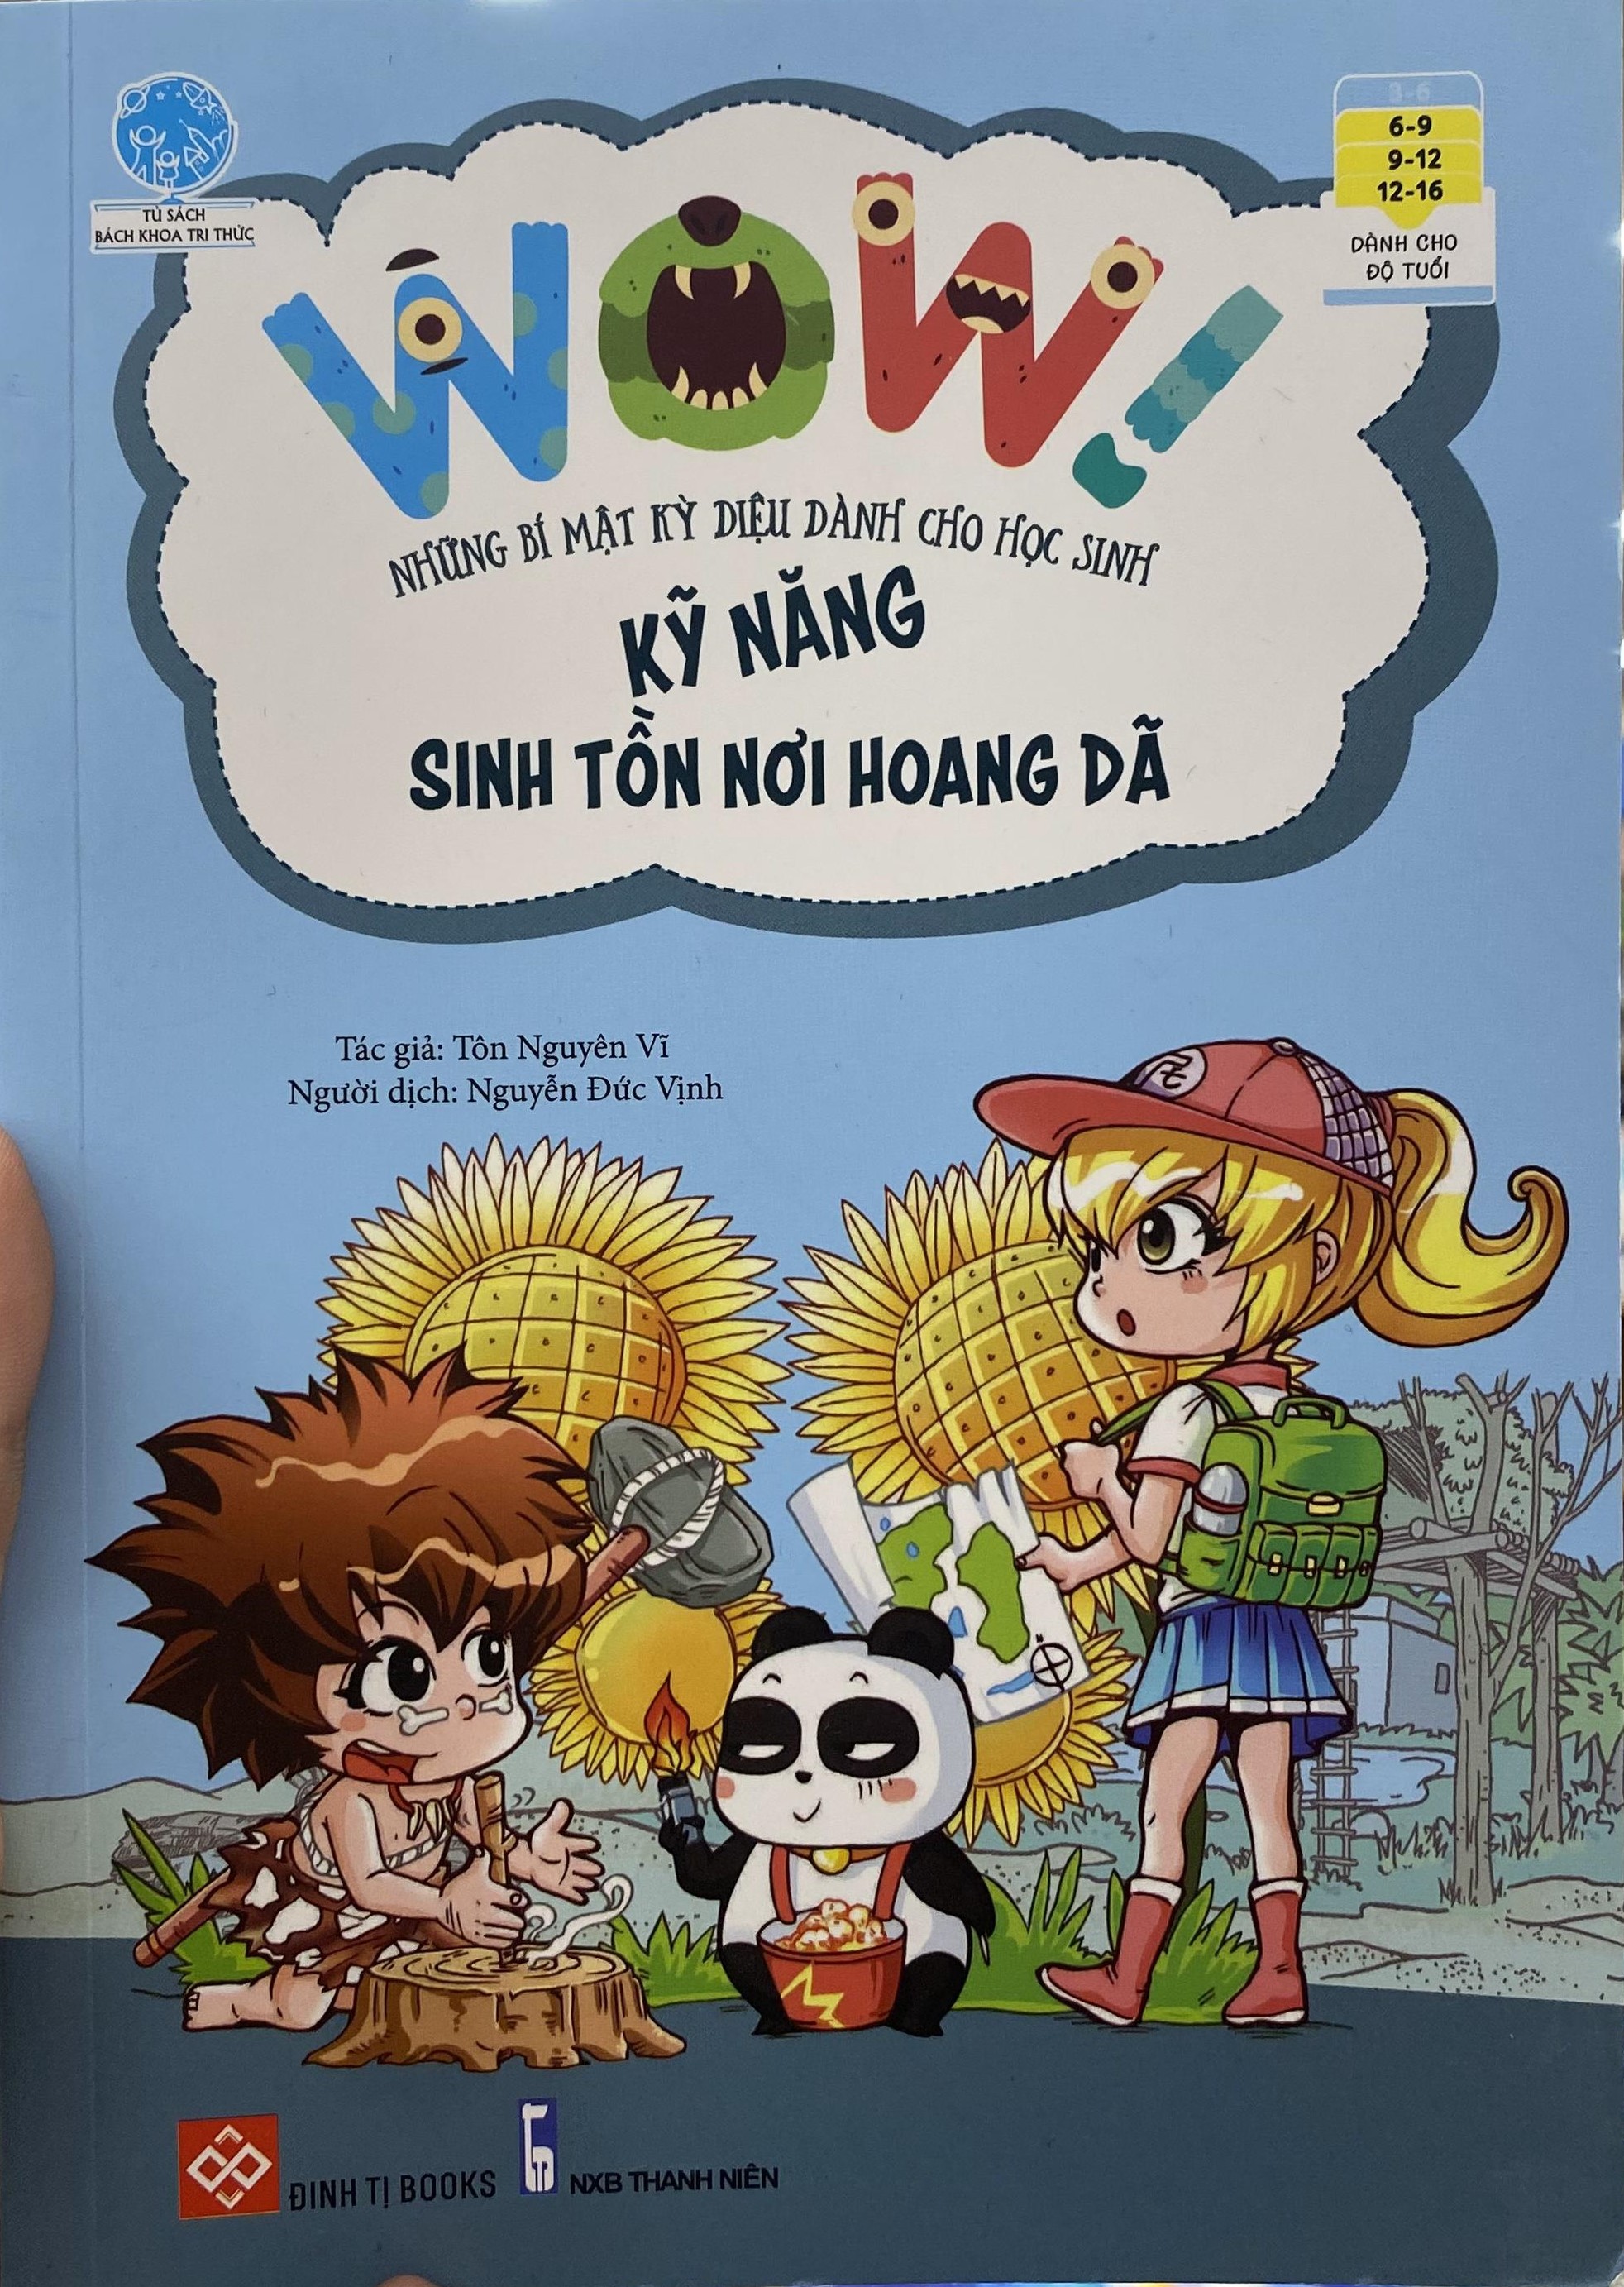 TỦ SÁCH
BÁCH KHOA TRI THỨC
3-6
6-9
9-12
12-16
DÀNH CHO
ĐỘ TUỔI
WOW!
NHỮNG BÍ MẬT KỲ DIỆU DÀNH CHO HỌC SINH
KỸ NĂNG
SINH TỒN NƠI HOANG DÃ
Tác giả: Tôn Nguyên Vĩ
Người dịch: Nguyễn Đức Vịnh
N
ĐINH TỊ BOOKS
NXB THANH NIÊN